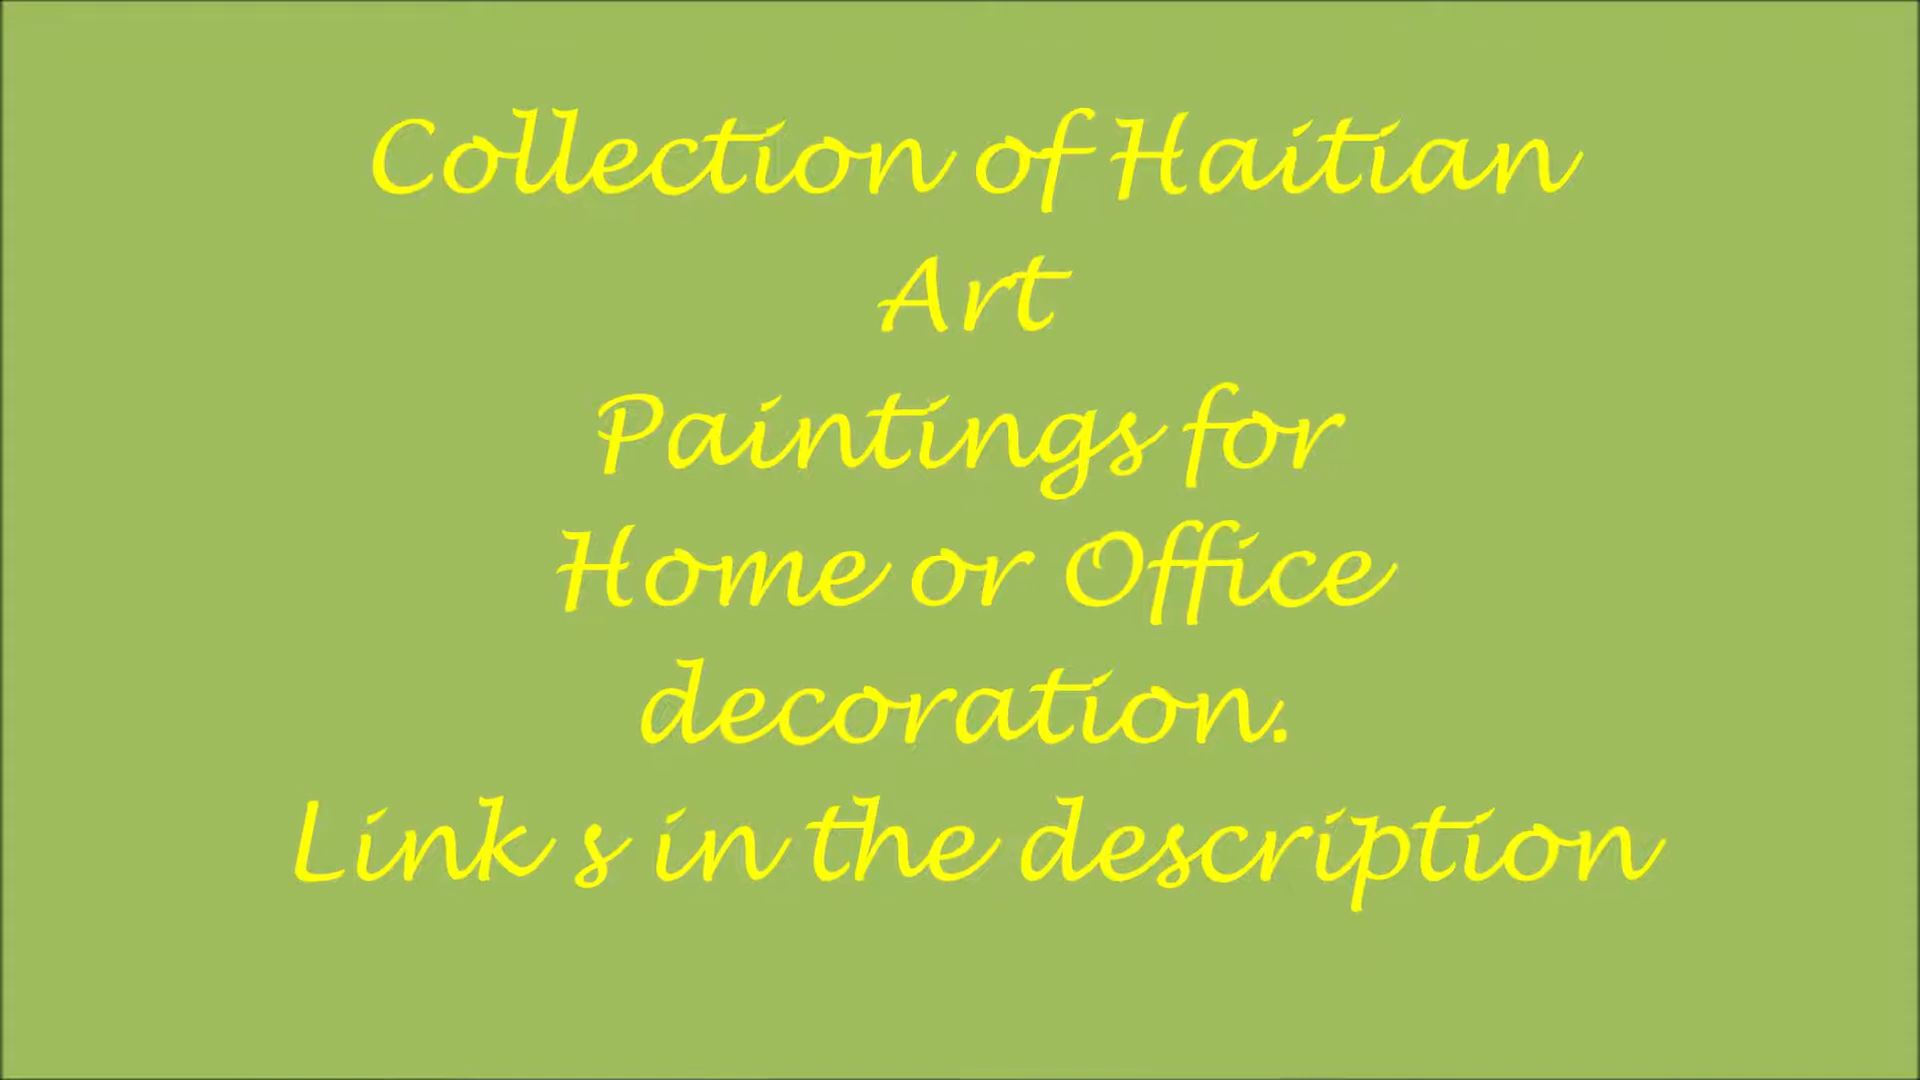 Collection of Haitian
Art
Paintings for
Home or Office
decoration.
Link s in the description